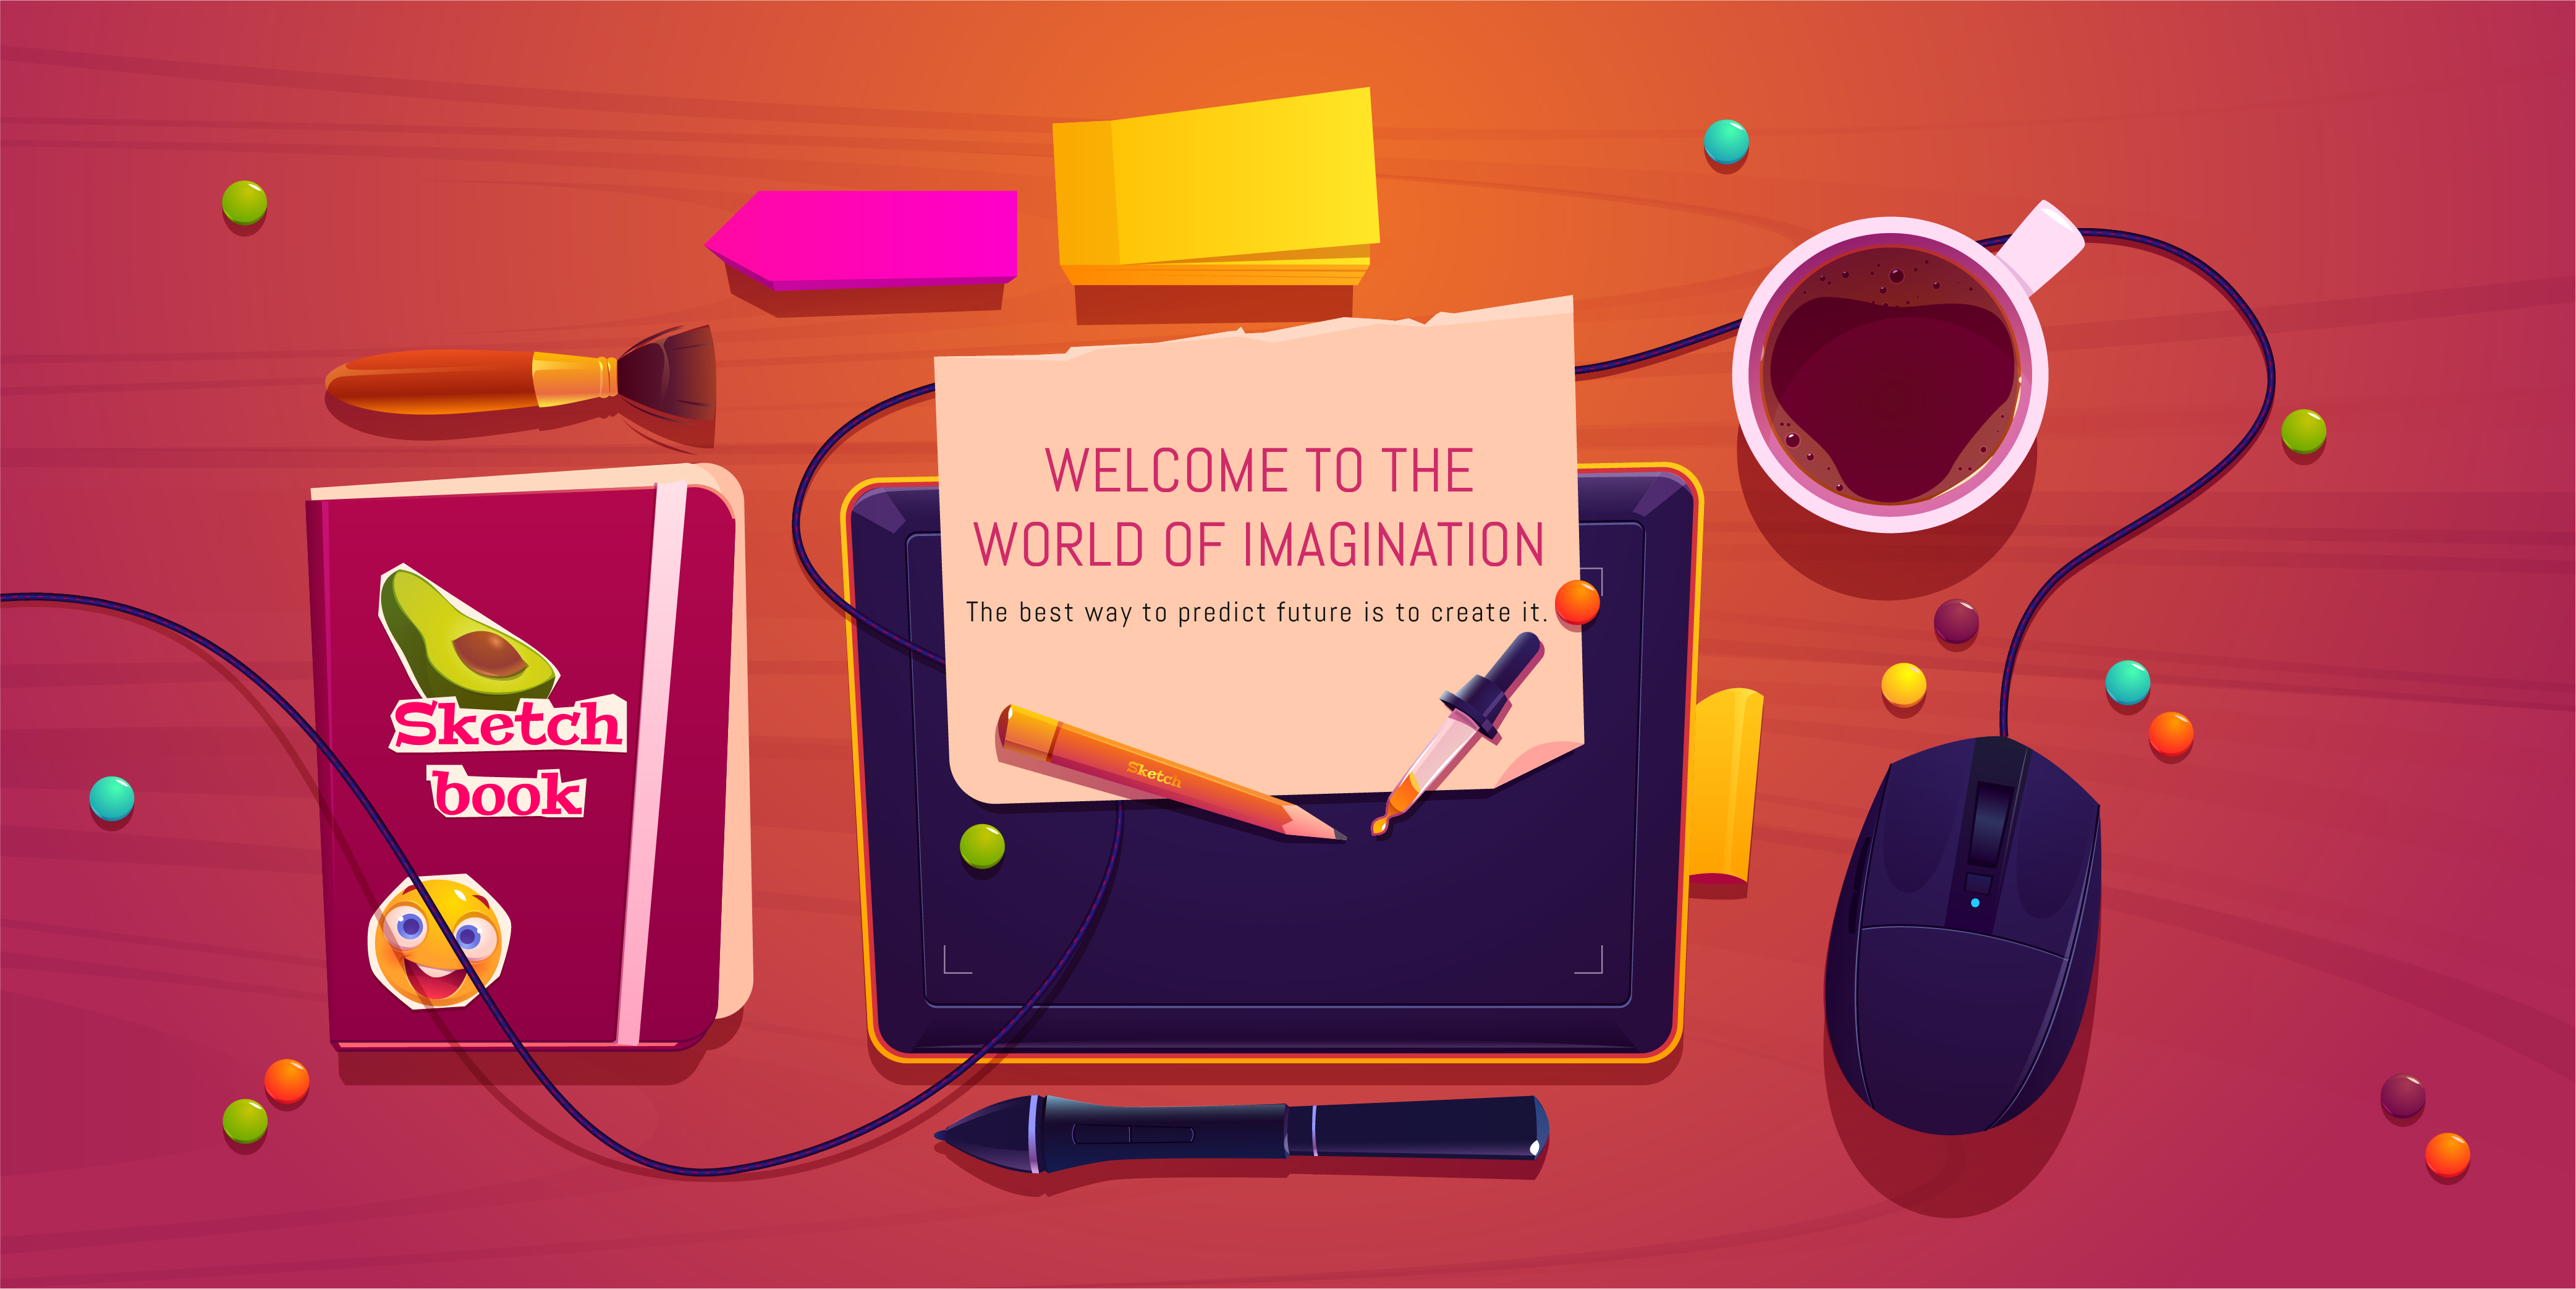 WELCOME TO THE
WORLD OF IMAGINATION
The best way to predict future is to create it.
Sketch
book
Sketch